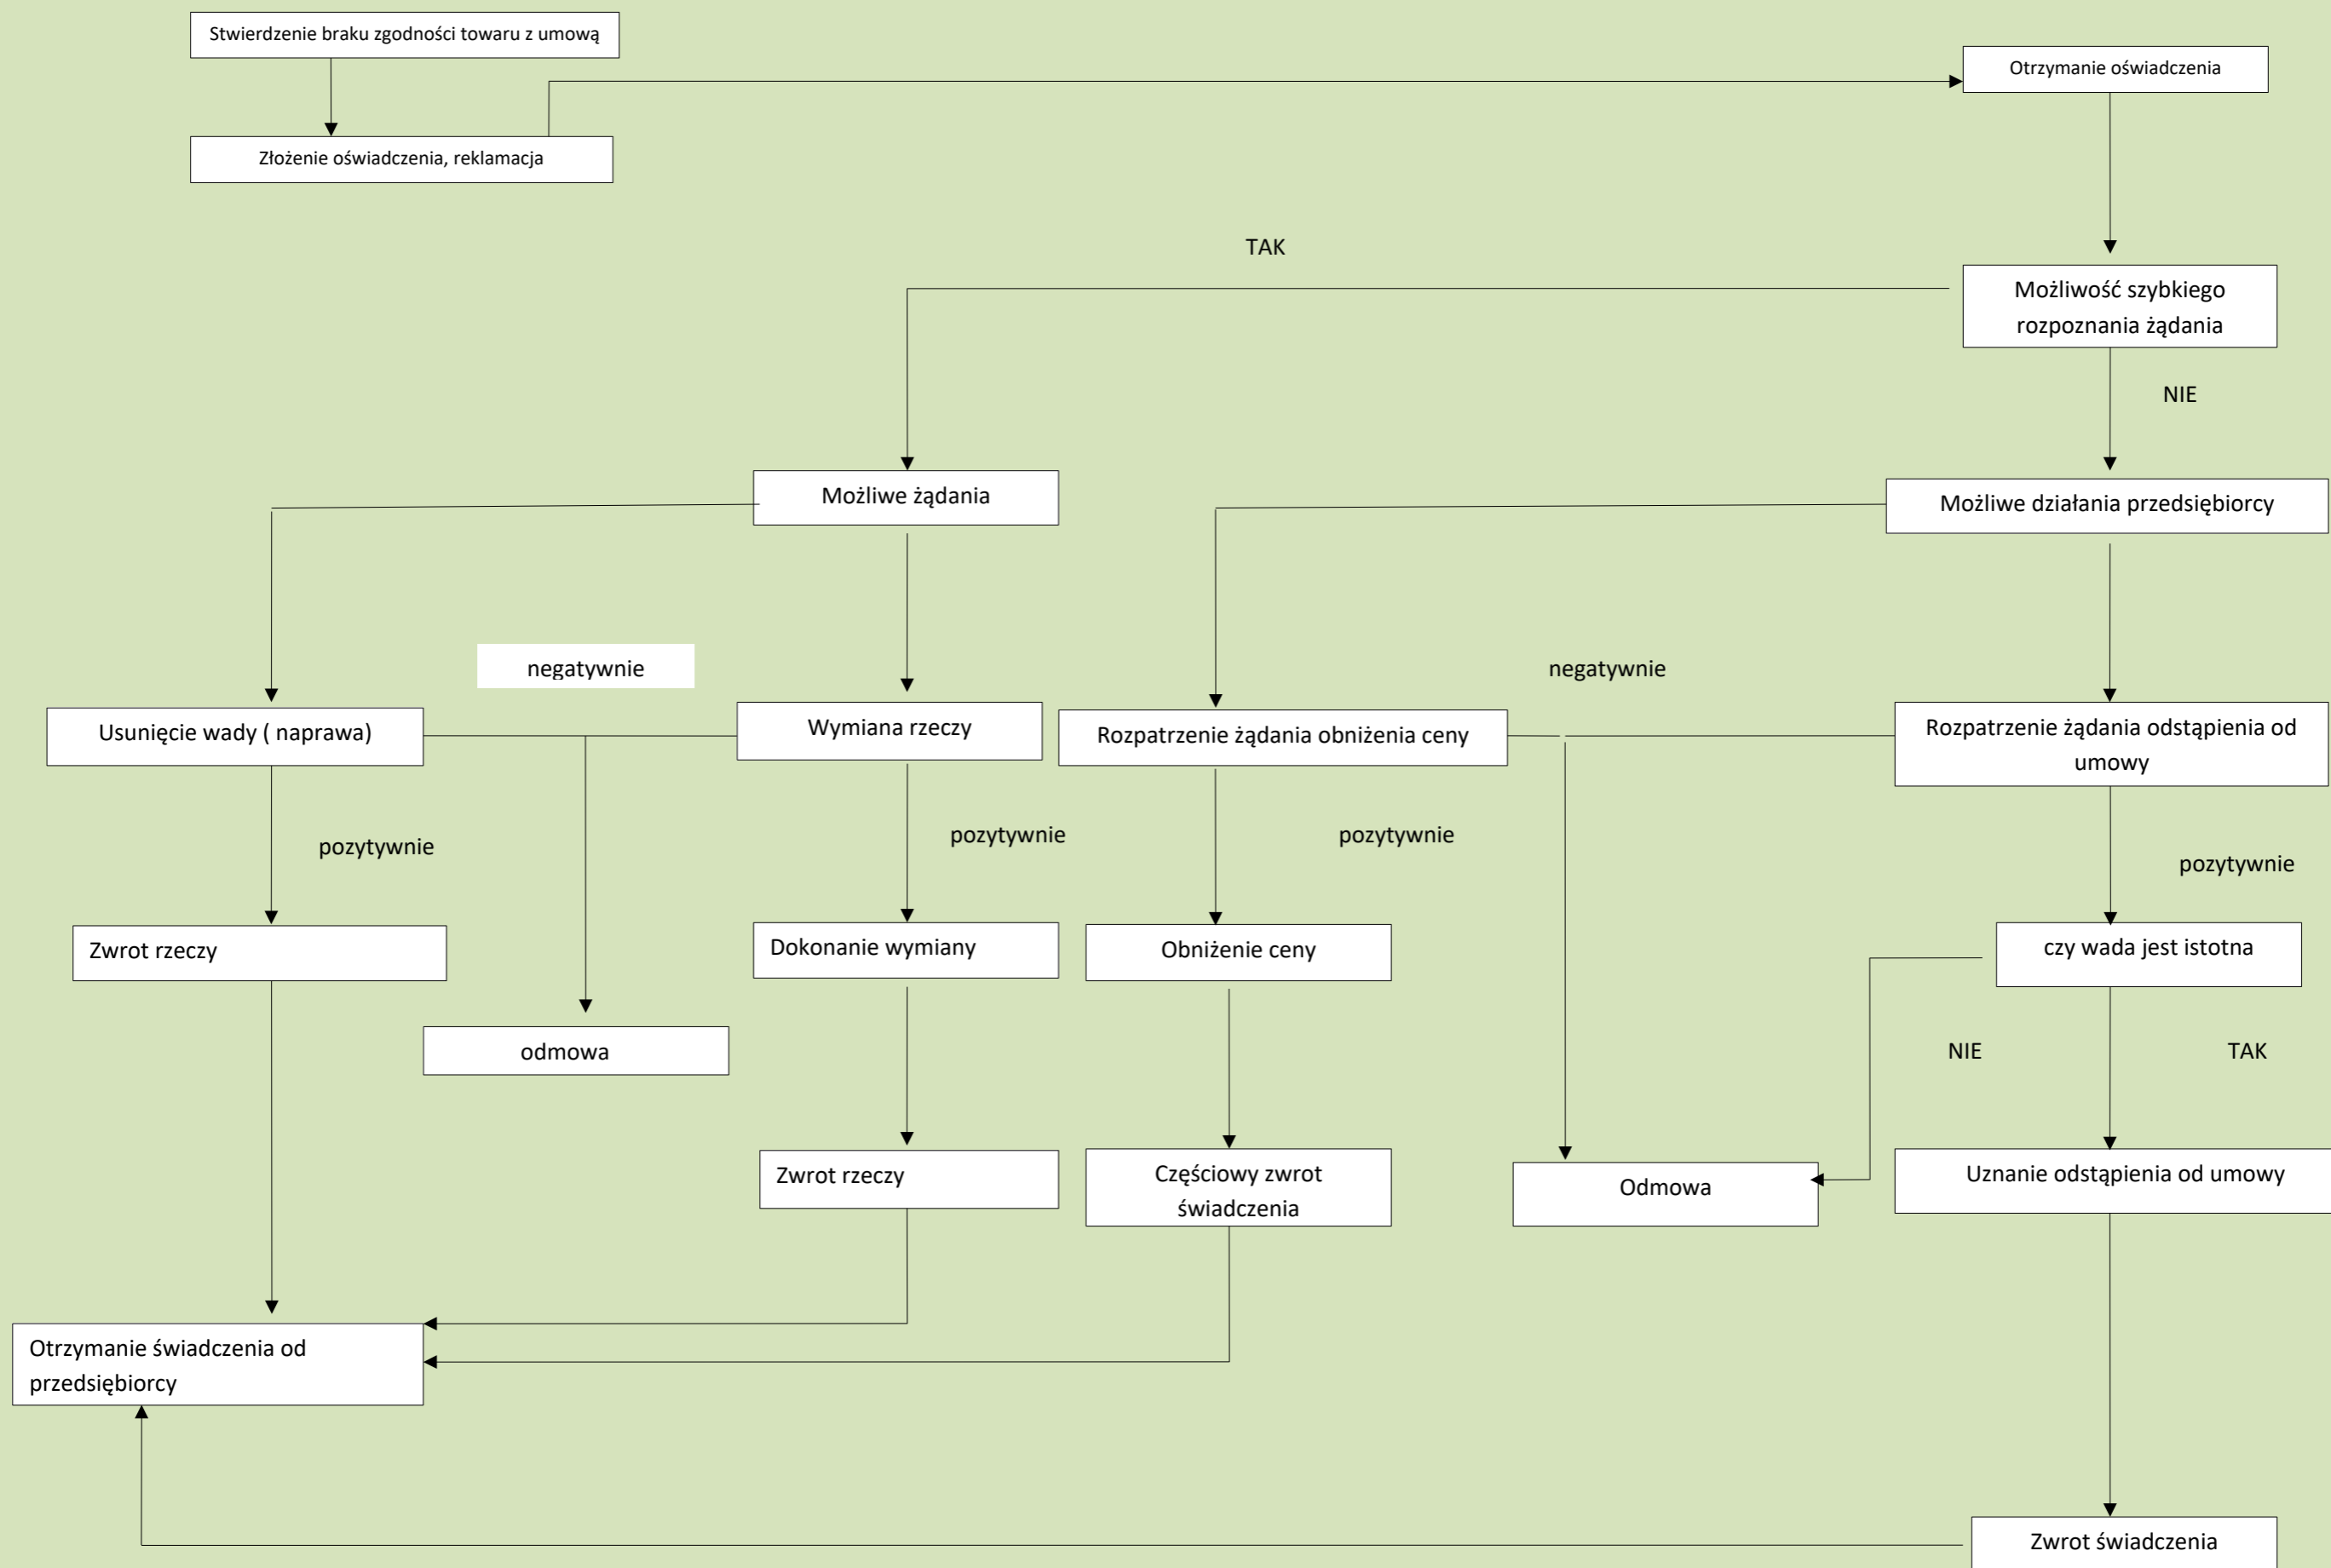 Stwierdzenie braku zgodności towaru z umową
Otrzymanie oświadczenia
Złożenie oświadczenia, reklamacja
TAK
Możliwość szybkiego
rozpoznania żądania
NIE
Możliwe żądania
Możliwe działania przedsiębiorcy
negatywnie
negatywnie
Usunięcie wady ( naprawa)
Wymiana rzeczy
Rozpatrzenie żądania obniżenia ceny
Rozpatrzenie żądania odstąpienia od
umowy
pozytywnie
pozytywnie
pozytywnie
pozytywnie
Zwrot rzeczy
Dokonanie wymiany
Obniżenie ceny
czy wada jest istotna
odmowa
NIE
TAK
Zwrot rzeczy
Częściowy zwrot
świadczenia
Odmowa
Uznanie odstąpienia od umowy
Otrzymanie świadczenia od
przedsiębiorcy
Zwrot świadczenia